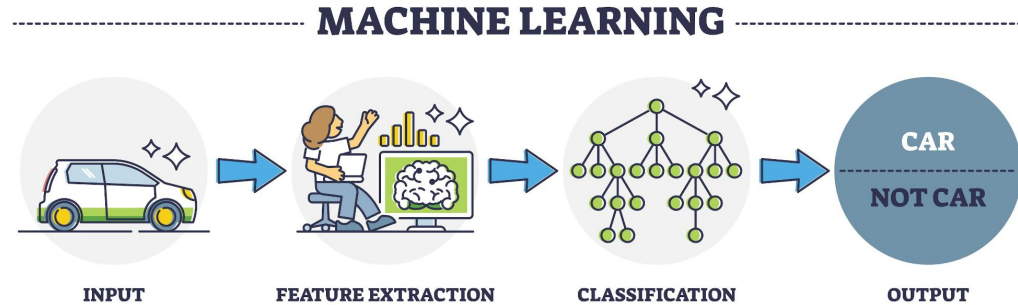 MACHINE LEARNING
CAR
NOT CAR
INPUT
FEATURE EXTRACTION
CLASSIFICATION
OUTPUT